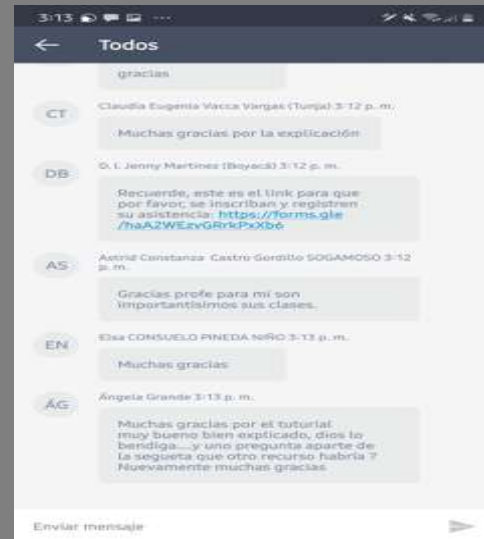 3:13
Todos
gracias
CT
Claudia Eugenia Vacca Vargas (Tunja) 3:12 p. m.
Muchas gracias por la explicación
DB
D. I. Jenny Martinez (Boyacá) 3:12 p. m.
Recuerde, este es el link para que
por favor, se inscriban y registren
su asistencia: https://forms.gle
/haA2WEzvGRrkPxXb6
AS
Astrid Constanza Castro Gordillo SOGAMOSO 3:12
p. m.
Gracias profe para mi son
importantísimos sus clases.
EN
Elsa CONSUELO PINEDA NIÑO 3:13 p. m.
Muchas gracias
ÁG
Ángela Grande 3:13 p. m.
Muchas gracias por el tuturial
muy bueno bien explicado, dios lo
bendiga....y uno pregunta aparte de
la segueta que otro recurso habría ?
Nuevamente muchas gracias
Enviar mensaje